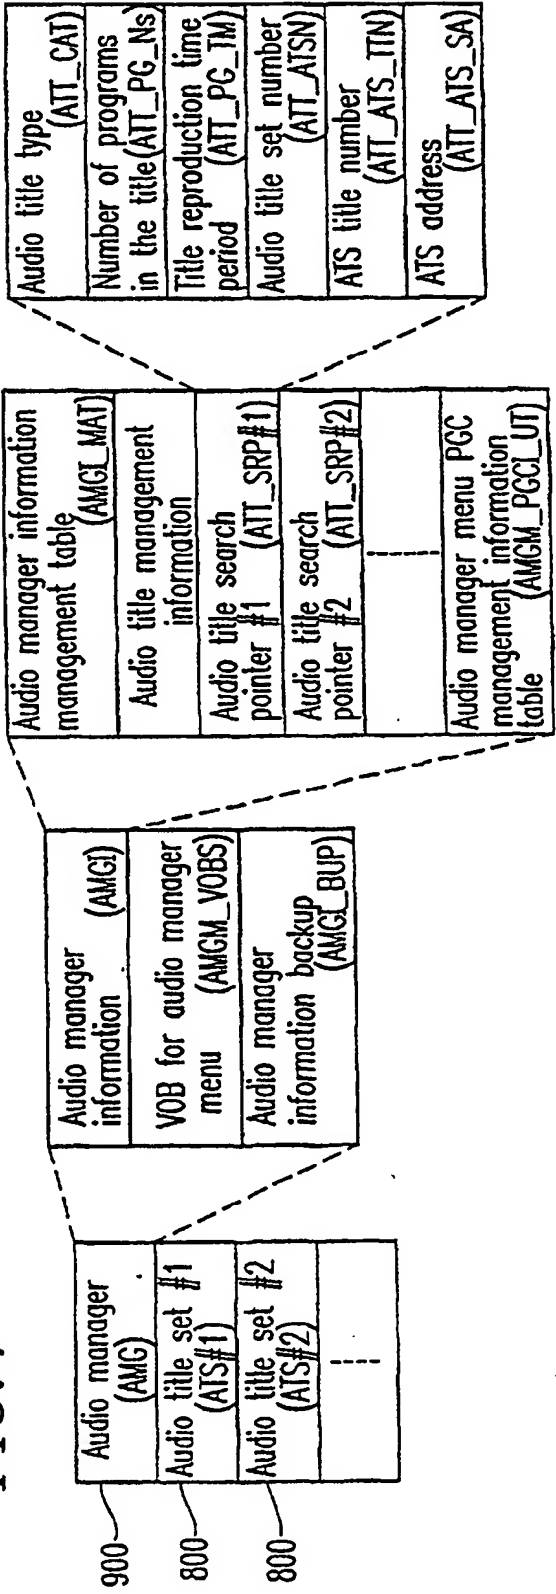 900
Audio manager
(AMG)
800
Audio title set #1
(ATS#1)
800
Audio title set #2
(ATS#2)
Audio manager
information (AMGI)
VOB for audio manager
menu (AMGM_VOBS)
Audio manager
information backup
(AMGI_BUP)
Audio manager information
management table
(AMGI_MAT)
Audio title management
information
Audio title search
pointer #1 (ATT_SRP#1)
Audio title search
pointer #2 (ATT_SRP#2)
Audio manager menu PGC
management information
table (AMGM_PGCI_UT)
Audio title type
(ATT_CAT)
Number of programs
in the title(ATT_PG_Ns)
Title reproduction time
period (ATT_PG_TM)
Audio title set number
(ATT_ATSN)
ATS title number
(ATT_ATS_TTN)
ATS address
(ATT_ATS_SA)